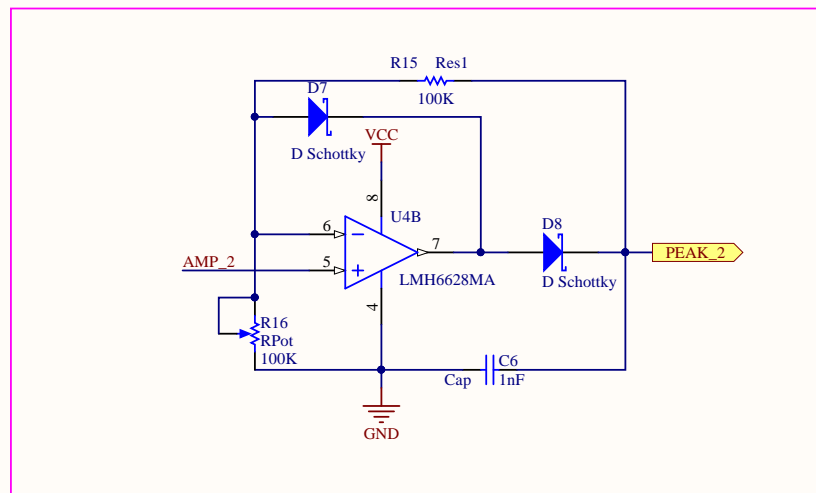 R15 Res1
100K
D7
D Schottky
VCC
8
U4B
6
7
5
AMP_2
LMH6628MA
4
D8
PEAK_2
D Schottky
R16
RPot
100K
C6
Cap 1nF
GND